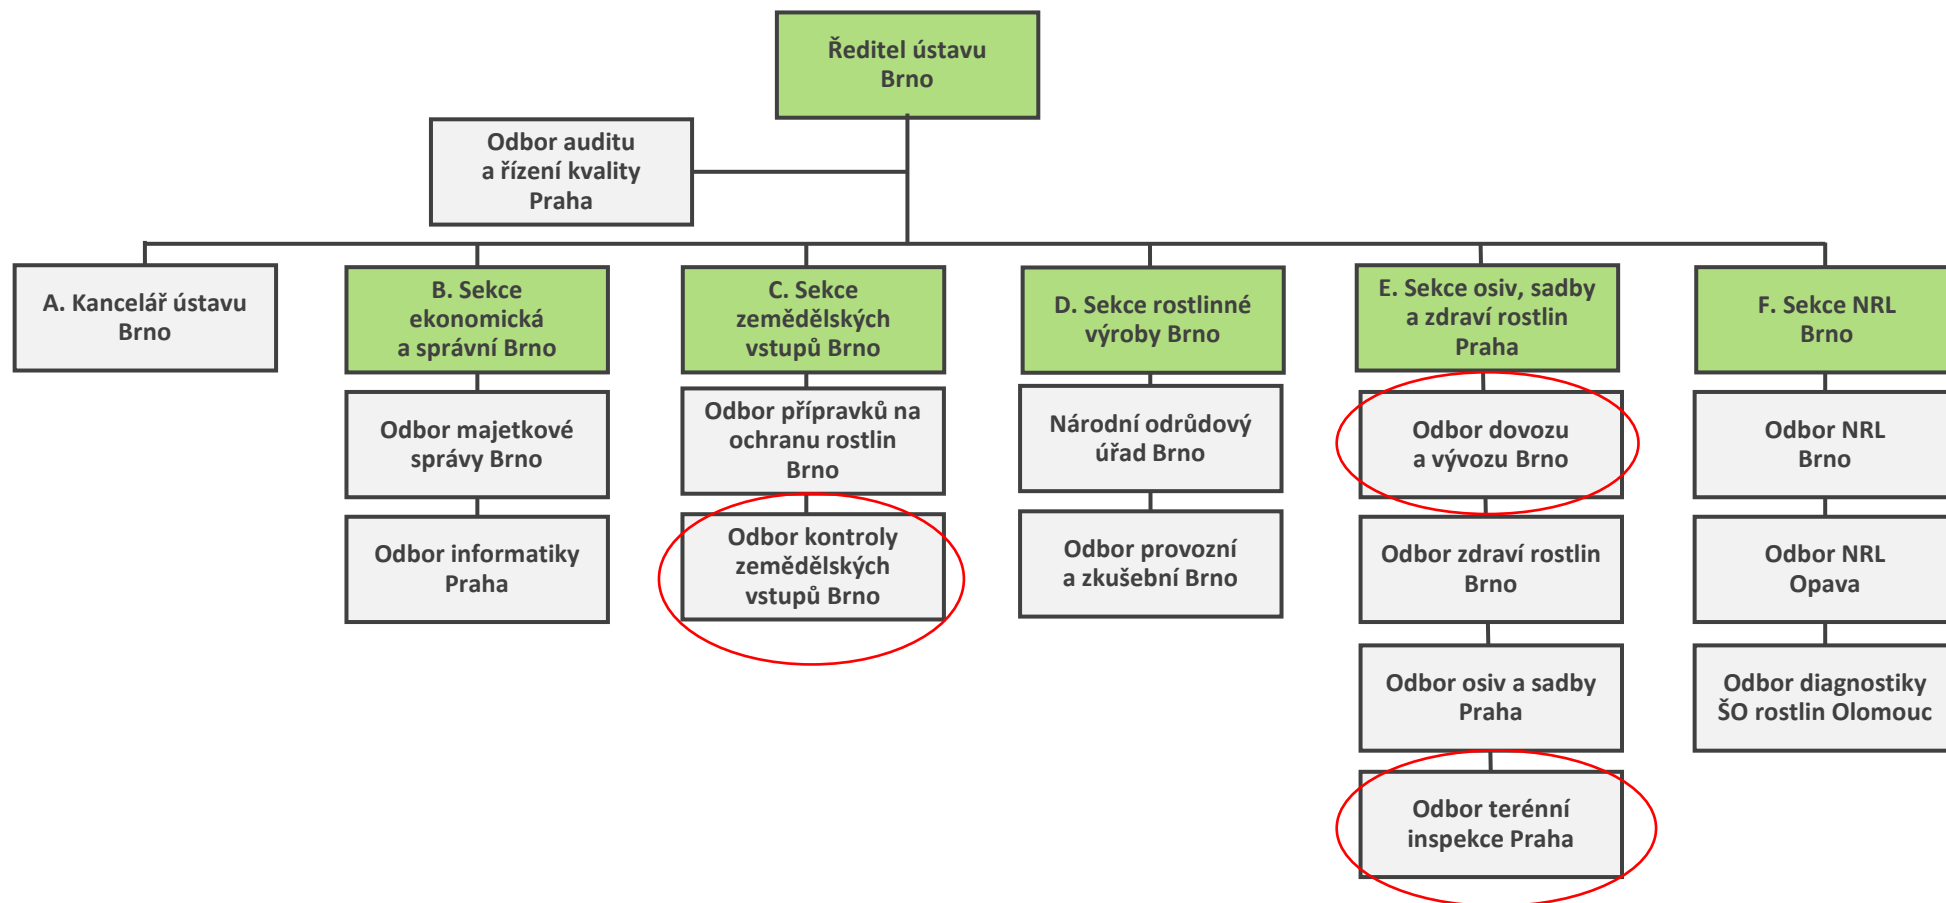 Ředitel ústavu
Brno
Odbor auditu
a řízení kvality
Praha
A. Kancelář ústavu
Brno
B. Sekce
ekonomická
a správní Brno
C. Sekce
zemědělských
vstupů Brno
D. Sekce rostlinné
výroby Brno
E. Sekce osiv, sadby
a zdraví rostlin
Praha
F. Sekce NRL
Brno
Odbor majetkové
správy Brno
Odbor přípravků na
ochranu rostlin
Brno
Národní odrůdový
úřad Brno
Odbor dovozu
a vývozu Brno
Odbor NRL
Brno
Odbor informatiky
Praha
Odbor kontroly
zemědělských
vstupů Brno
Odbor provozní
a zkušební Brno
Odbor zdraví rostlin
Brno
Odbor NRL
Opava
Odbor osiv a sadby
Praha
Odbor diagnostiky
ŠO rostlin Olomouc
Odbor terénní
inspekce Praha